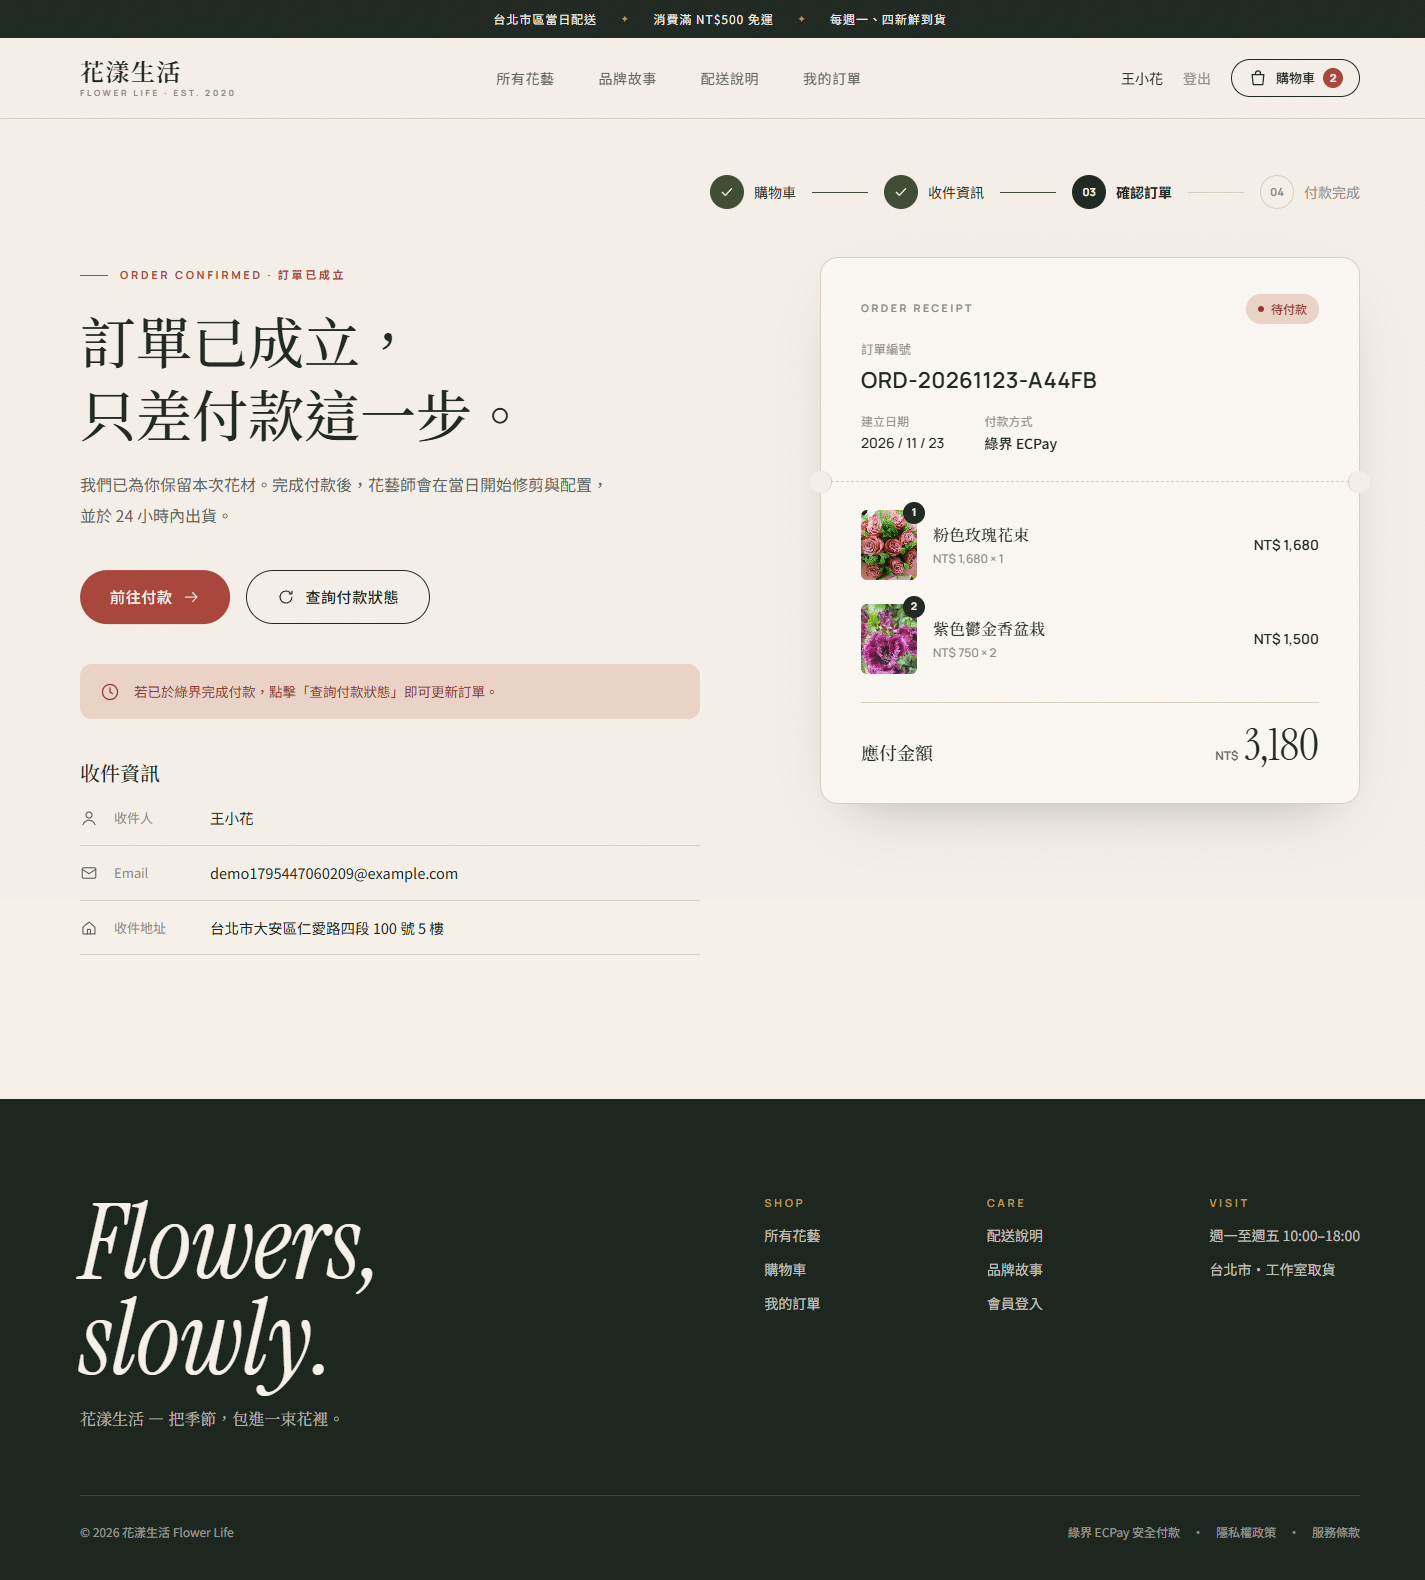 台北市區當日配送 ✦ 消費滿 NT$500 免運 ✦ 每週一、四新鮮到貨
花漾生活
FLOWER LIFE · EST. 2020
所有花藝 品牌故事 配送說明 我的訂單
王小花 登出 購物車 2
購物車 收件資訊 03 確認訂單 04 付款完成
ORDER CONFIRMED · 訂單已成立
訂單已成立，
只差付款這一步。
我們已為你保留本次花材。完成付款後，花藝師會在當日開始修剪與配置，
並於 24 小時內出貨。
前往付款 → 查詢付款狀態
若已於綠界完成付款，點擊「查詢付款狀態」即可更新訂單。
收件資訊
收件人 王小花
Email demo1795447060209@example.com
收件地址 台北市大安區仁愛路四段 100 號 5 樓
ORDER RECEIPT 待付款
訂單編號
ORD-20261123-A44FB
建立日期 付款方式
2026 / 11 / 23 綠界 ECPay
1
粉色玫瑰花束 NT$ 1,680
NT$ 1,680 × 1
2
紫色鬱金香盆栽 NT$ 1,500
NT$ 750 × 2
應付金額 NT$ 3,180
Flowers,
slowly.
花漾生活 — 把季節，包進一束花裡。
SHOP
所有花藝
購物車
我的訂單
CARE
配送說明
品牌故事
會員登入
VISIT
週一至週五 10:00–18:00
台北市・工作室取貨
© 2026 花漾生活 Flower Life
綠界 ECPay 安全付款 • 隱私權政策 • 服務條款